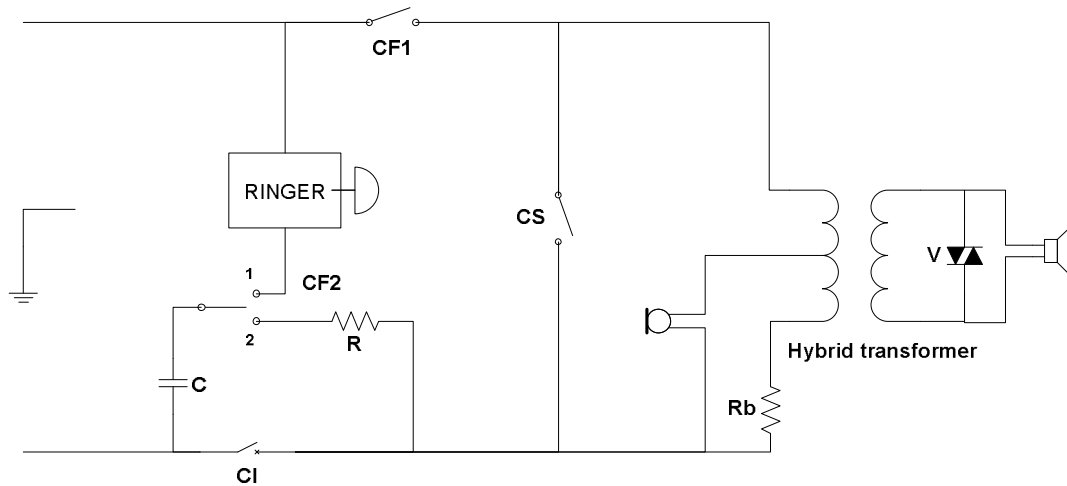 CF1
RINGER
CS
1
CF2
V
2
R
Hybrid transformer
C
Rb
CI